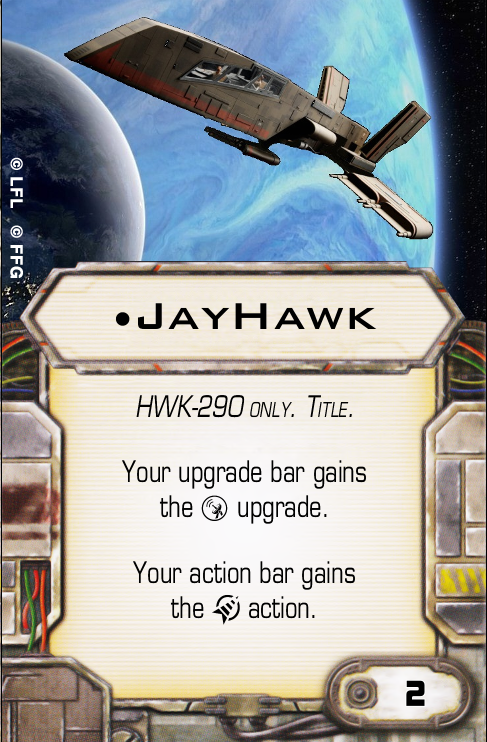 © LFL © FFG
•JAYHAWK
HWK-290 ONLY. TITLE.
Your upgrade bar gains
the upgrade.
Your action bar gains
the action.
2